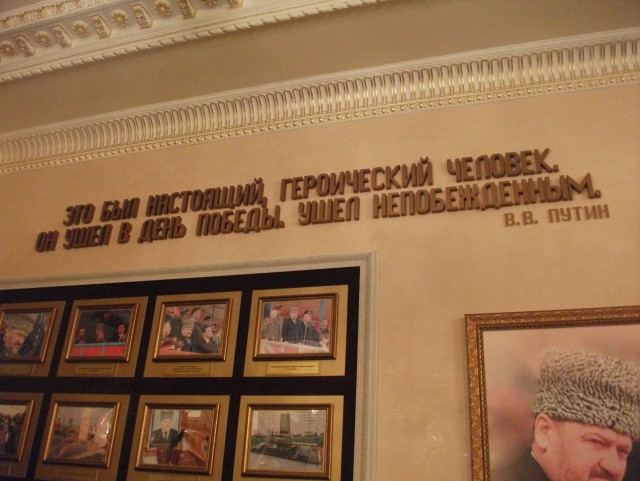 ЭТО БЫЛ НАСТОЯЩИЙ, ГЕРОИЧЕСКИЙ ЧЕЛОВЕК.
ОН УШЕЛ В ДЕНЬ ПОБЕДЫ. УШЕЛ НЕПОБЕЖДЕННЫМ.
В.В. ПУТИН